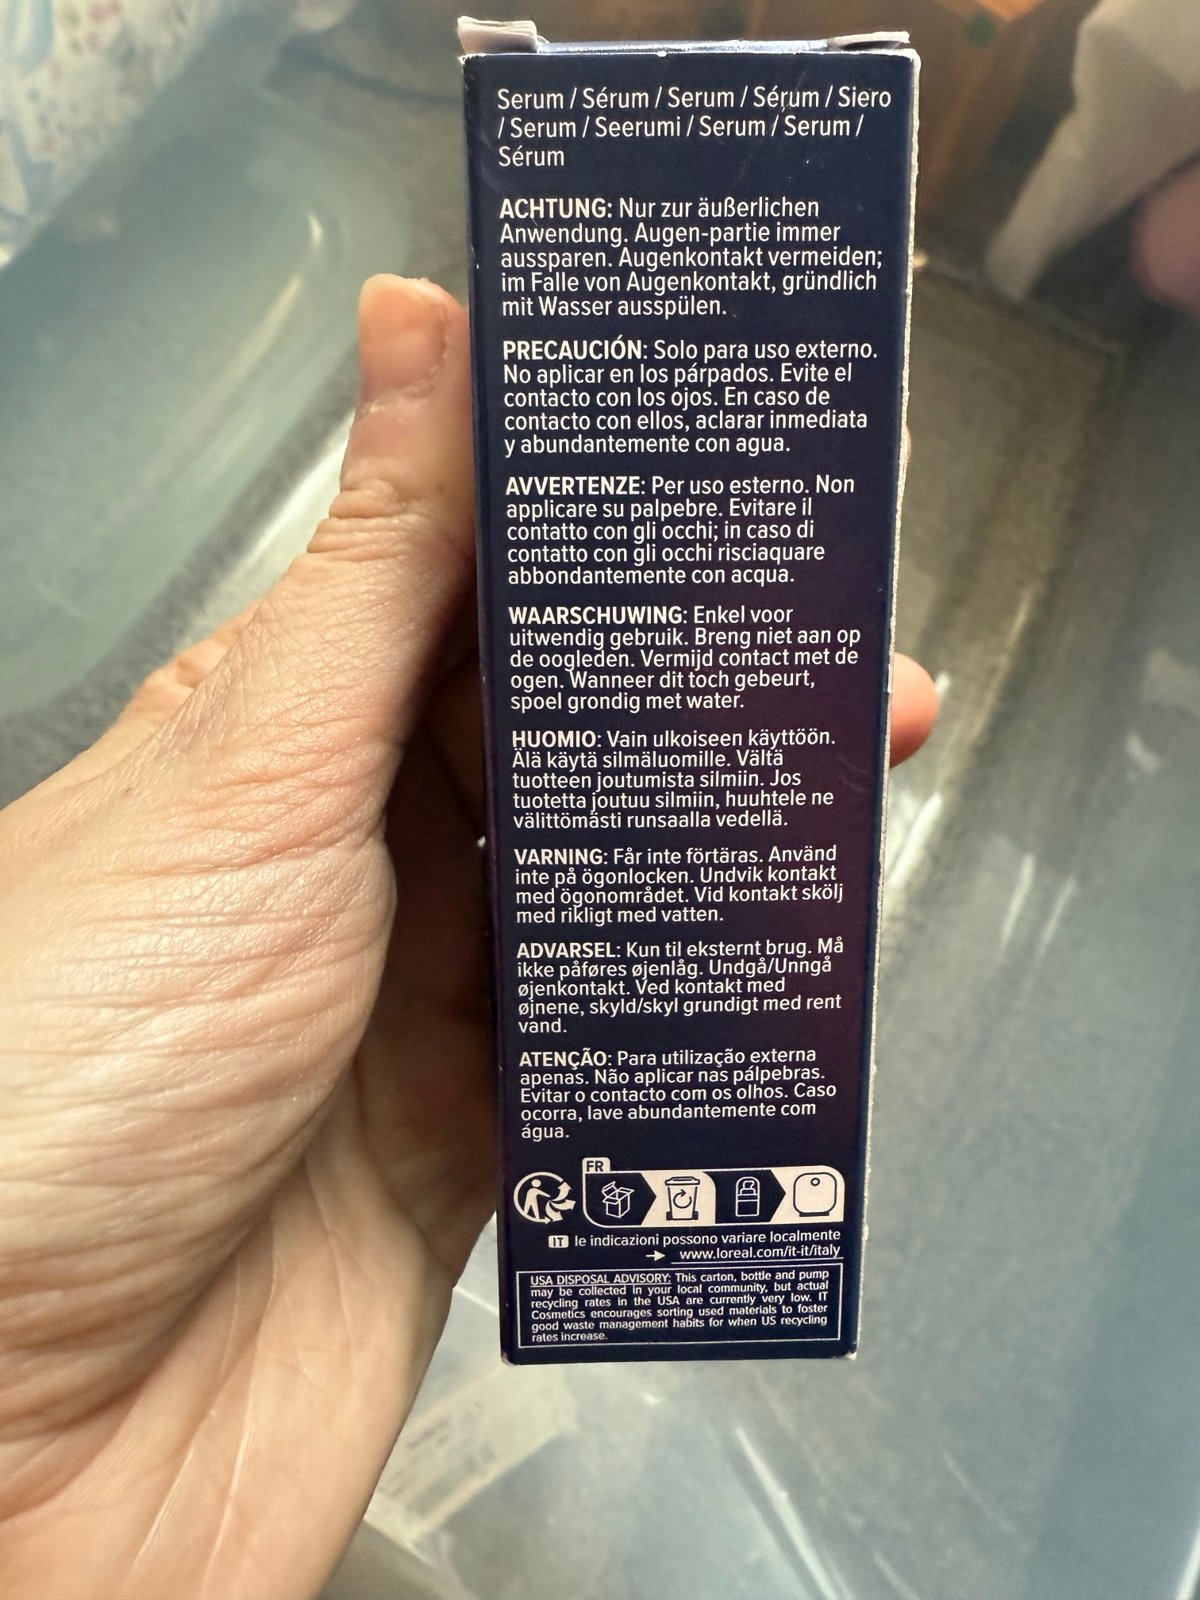 Serum / Sérum / Serum / Sérum / Siero
/ Serum / Seerumi / Serum / Serum /
Sérum
ACHTUNG: Nur zur äußerlichen
Anwendung. Augen-partie immer
aussparen. Augenkontakt vermeiden;
im Falle von Augenkontakt, gründlich
mit Wasser ausspülen.
PRECAUCIÓN: Solo para uso externo.
No aplicar en los párpados. Evite el
contacto con los ojos. En caso de
contacto con ellos, aclarar inmediata
y abundantemente con agua.
AVVERTENZE: Per uso esterno. Non
applicare su palpebre. Evitare il
contatto con gli occhi; in caso di
contatto con gli occhi risciaquare
abbondantemente con acqua.
WAARSCHUWING: Enkel voor
uitwendig gebruik. Breng niet aan op
de oogleden. Vermijd contact met de
ogen. Wanneer dit toch gebeurt,
spoel grondig met water.
HUOMIO: Vain ulkoiseen käyttöön.
Älä käytä silmäluomille. Vältä
tuotteen joutumista silmiin. Jos
tuotetta joutuu silmiin, huuhtele ne
välittömästi runsaalla vedellä.
VARNING: Får inte förtäras. Använd
inte på ögonlocken. Undvik kontakt
med ögonområdet. Vid kontakt skölj
med rikligt med vatten.
ADVARSEL: Kun til eksternt brug. Må
ikke påføres øjenlåg. Undgå/Unngå
øjenkontakt. Ved kontakt med
øjnene, skyld/skyl grundigt med rent
vand.
ATENÇÃO: Para utilização externa
apenas. Não aplicar nas pálpebras.
Evitar o contacto com os olhos. Caso
ocorra, lave abundantemente com
água.
FR
IT le indicazioni possono variare localmente
www.loreal.com/it-it/italy
USA DISPOSAL ADVISORY: This carton, bottle and pump
may be collected in your local community, but actual
recycling rates in the USA are currently very low. IT
Cosmetics encourages sorting used materials to foster
good waste management habits for when US recycling
rates increase.